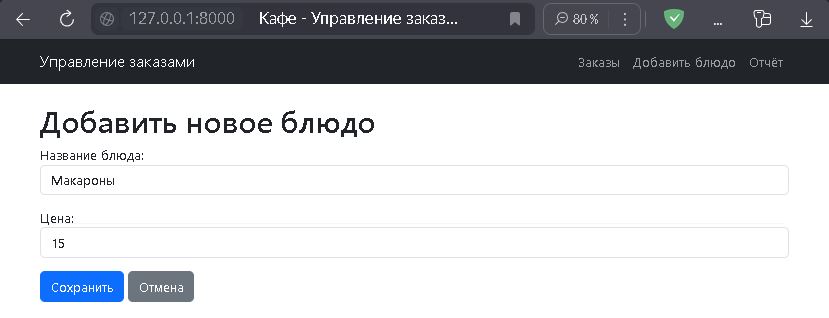 127.0.0.1:8000 Кафе - Управление заказ... 80 % ...
Управление заказами Заказы Добавить блюдо Отчёт
Добавить новое блюдо
Название блюда:
Макароны
Цена:
15
Сохранить Отмена